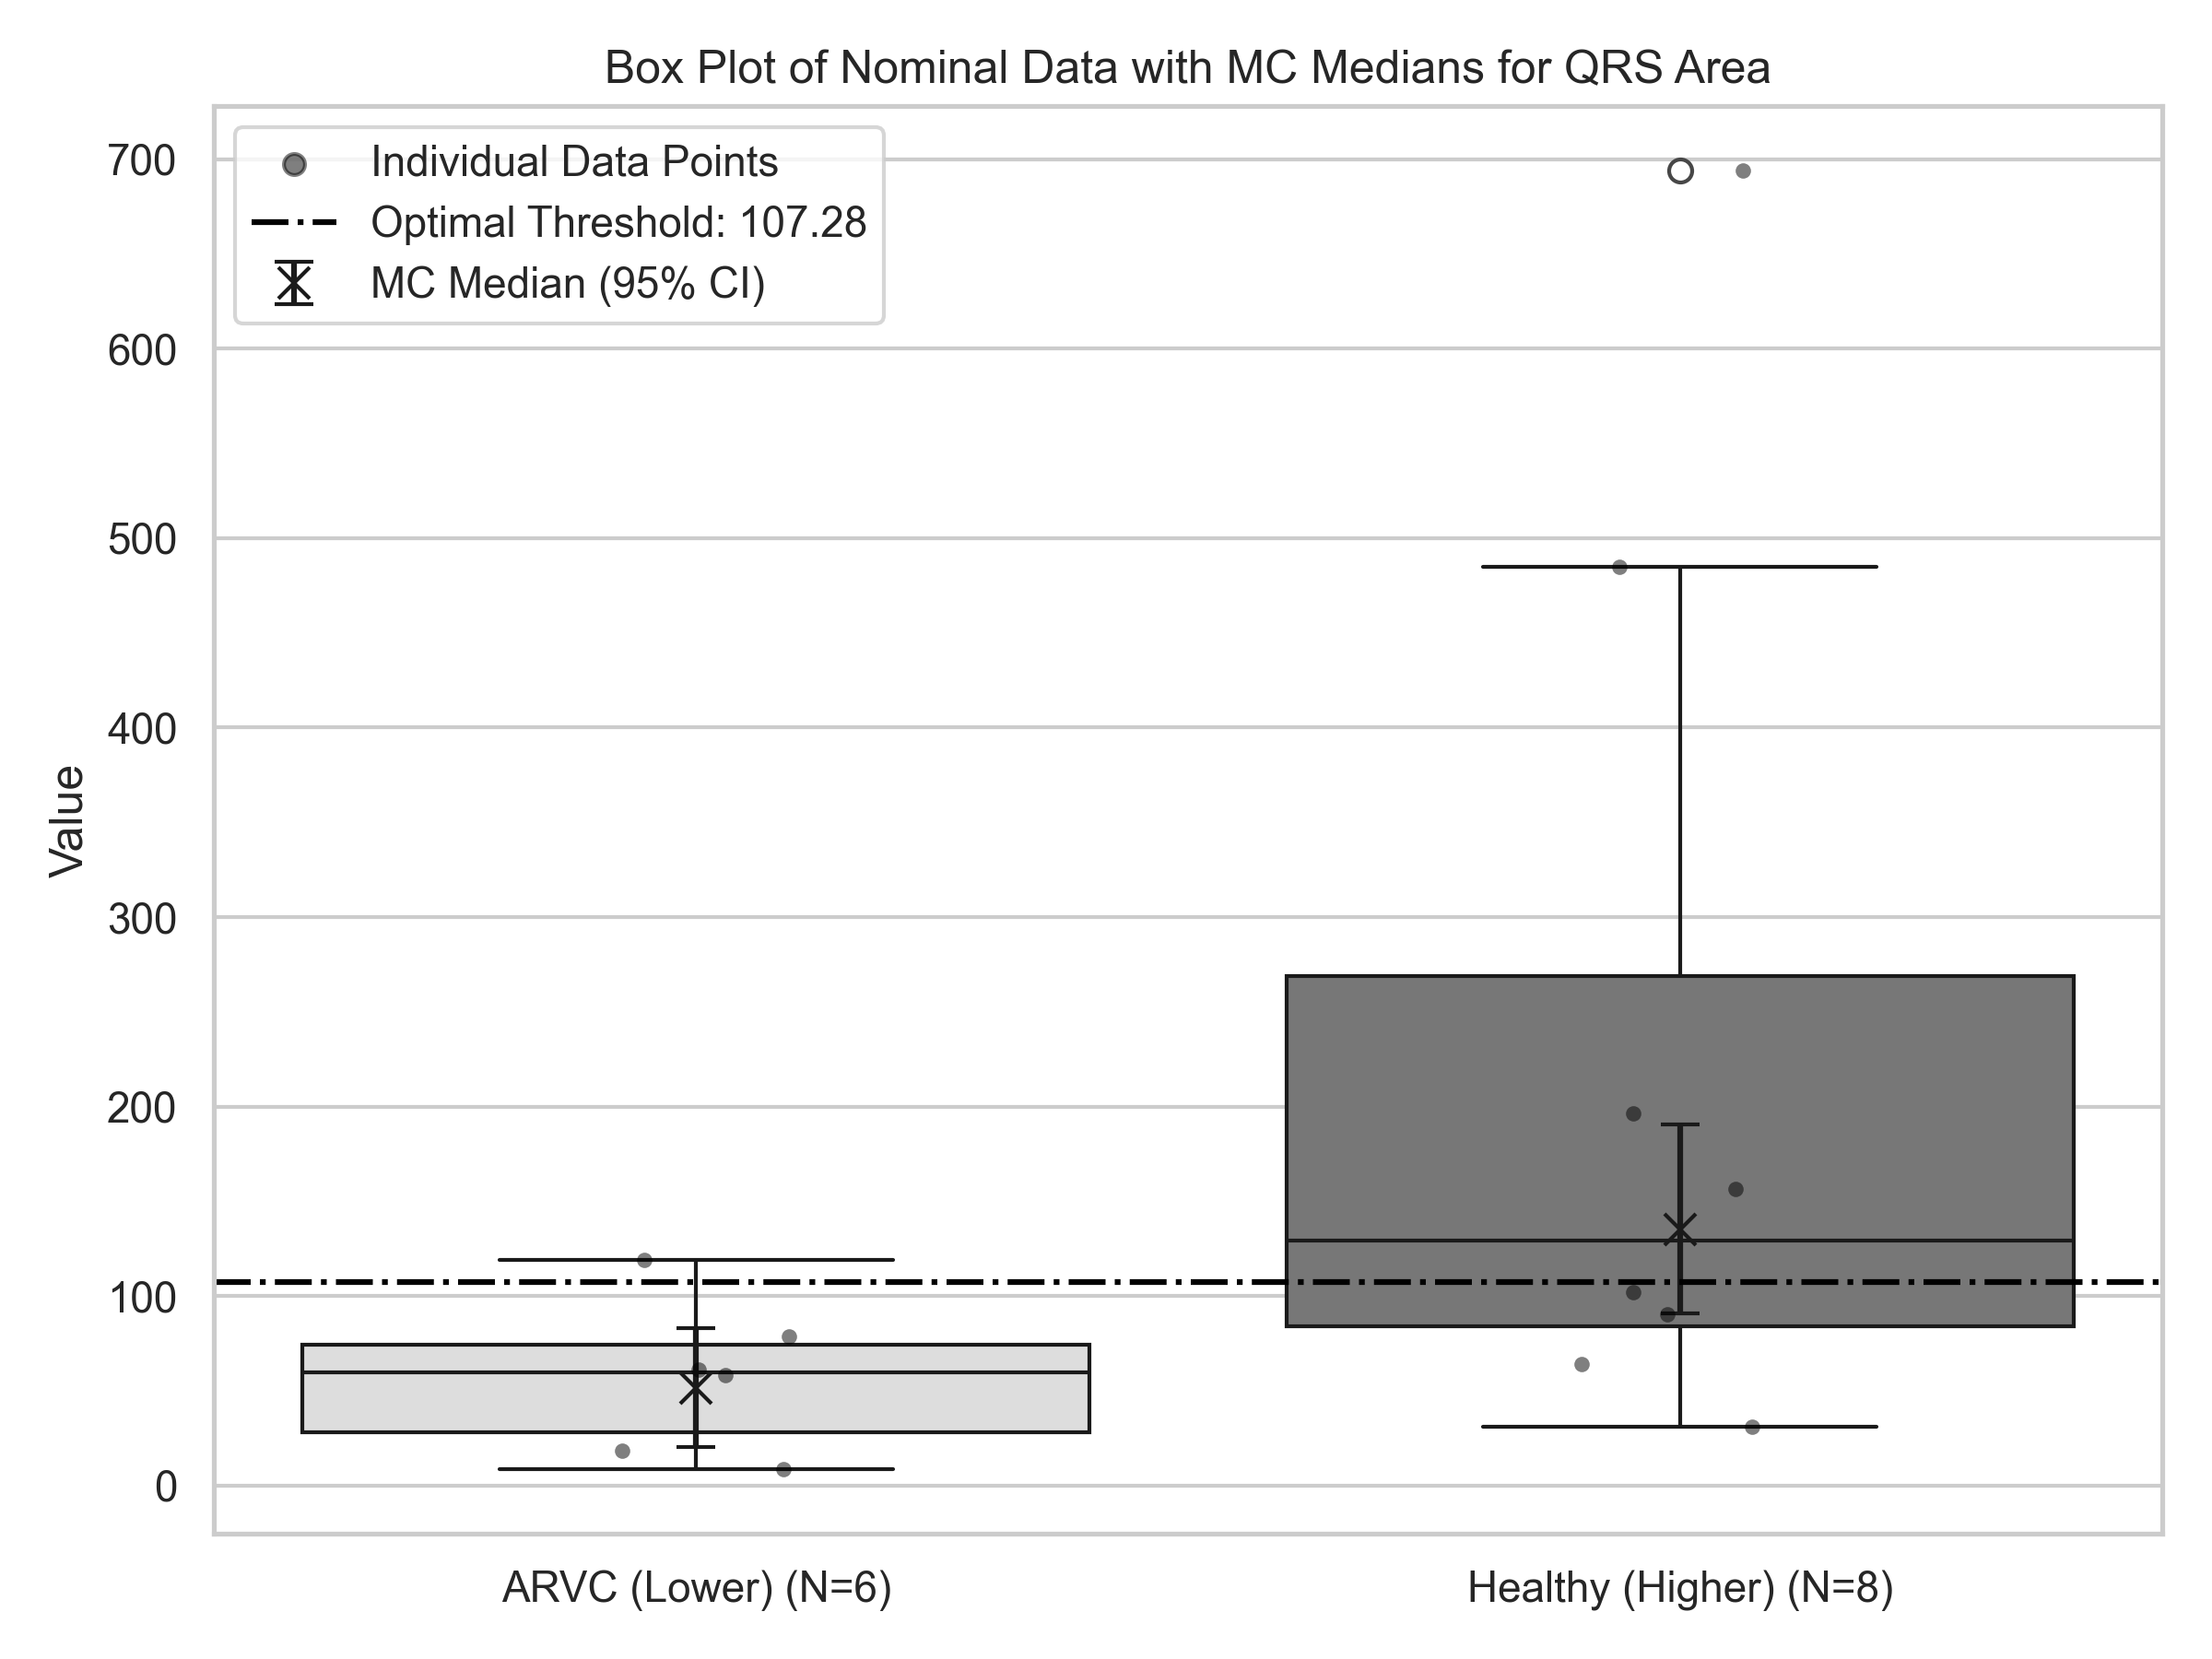 Box Plot of Nominal Data with MC Medians for QRS Area
Individual Data Points
Optimal Threshold: 107.28
MC Median (95% CI)
700
600
500
400
300
200
100
0
Value
ARVC (Lower) (N=6)
Healthy (Higher) (N=8)